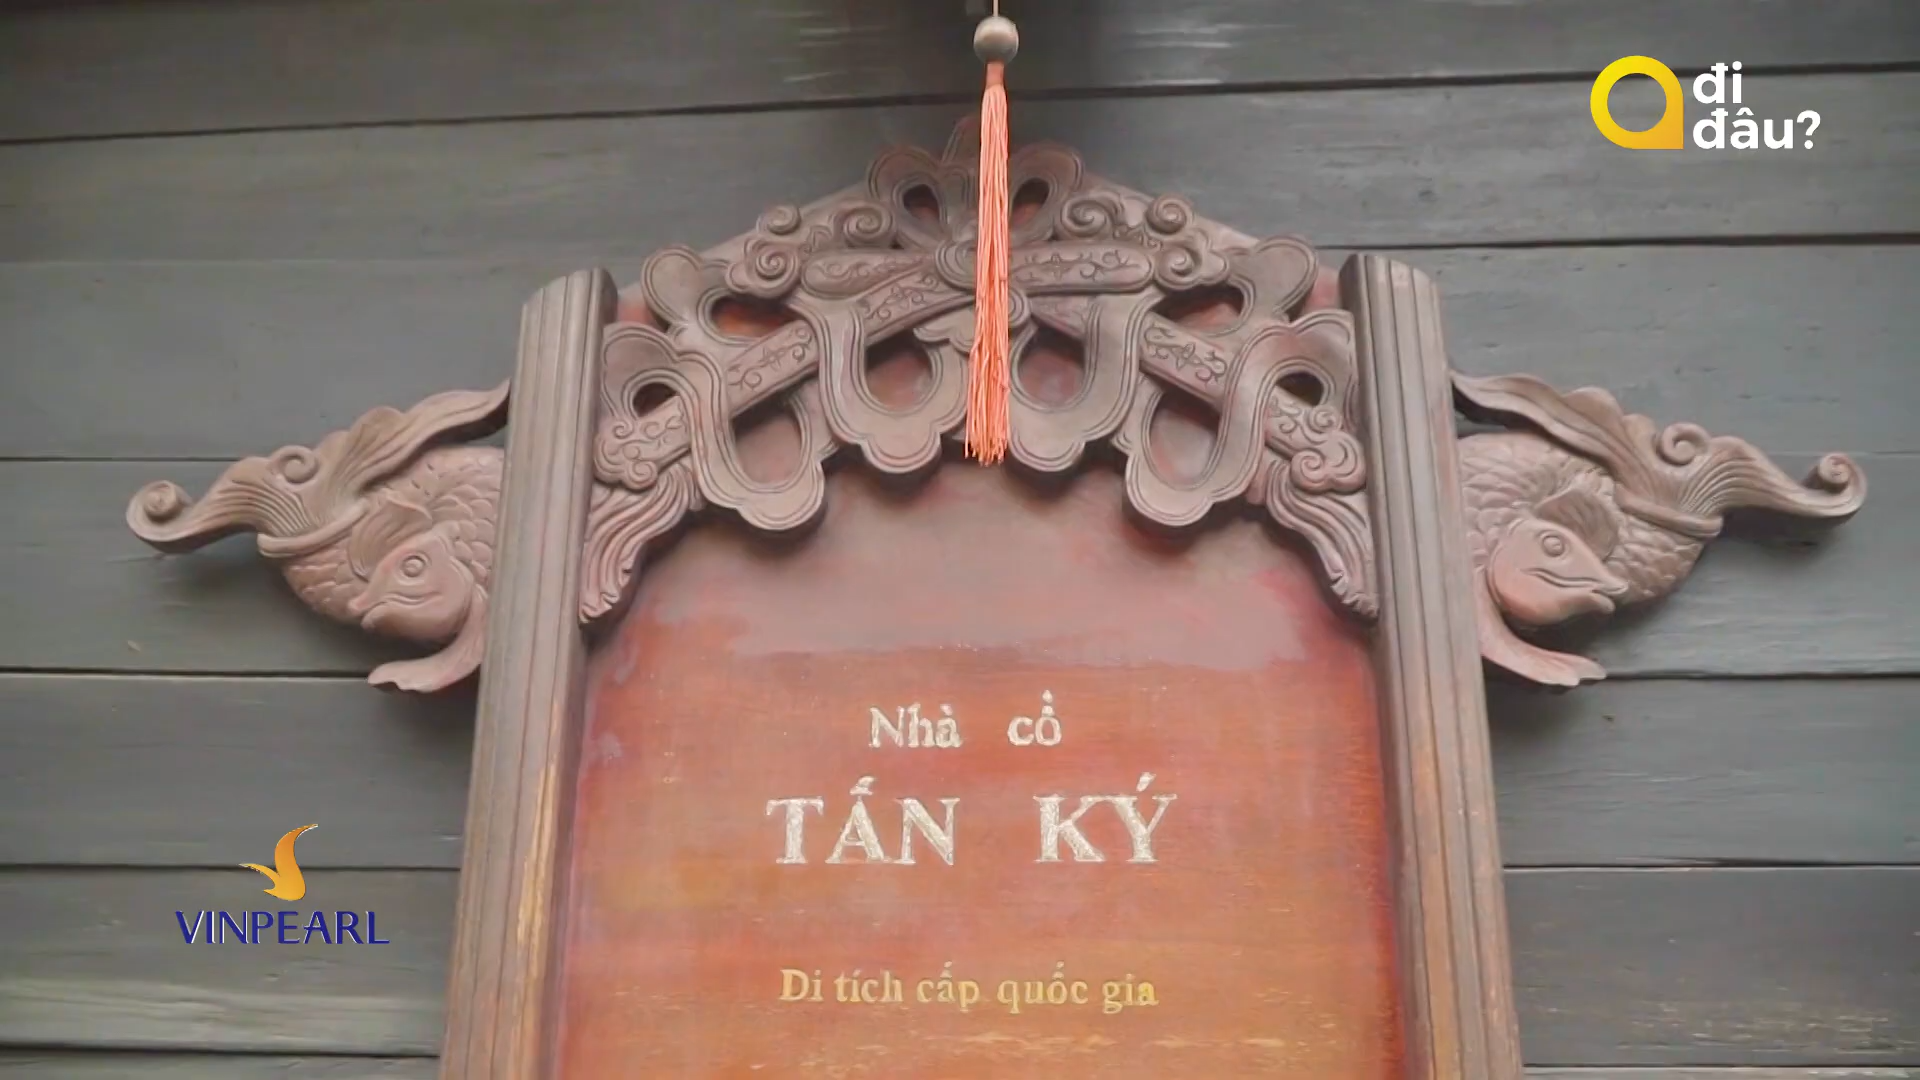 đi
đâu?
Nhà cổ
TẤN KÝ
Di tích cấp quốc gia
VINPEARL